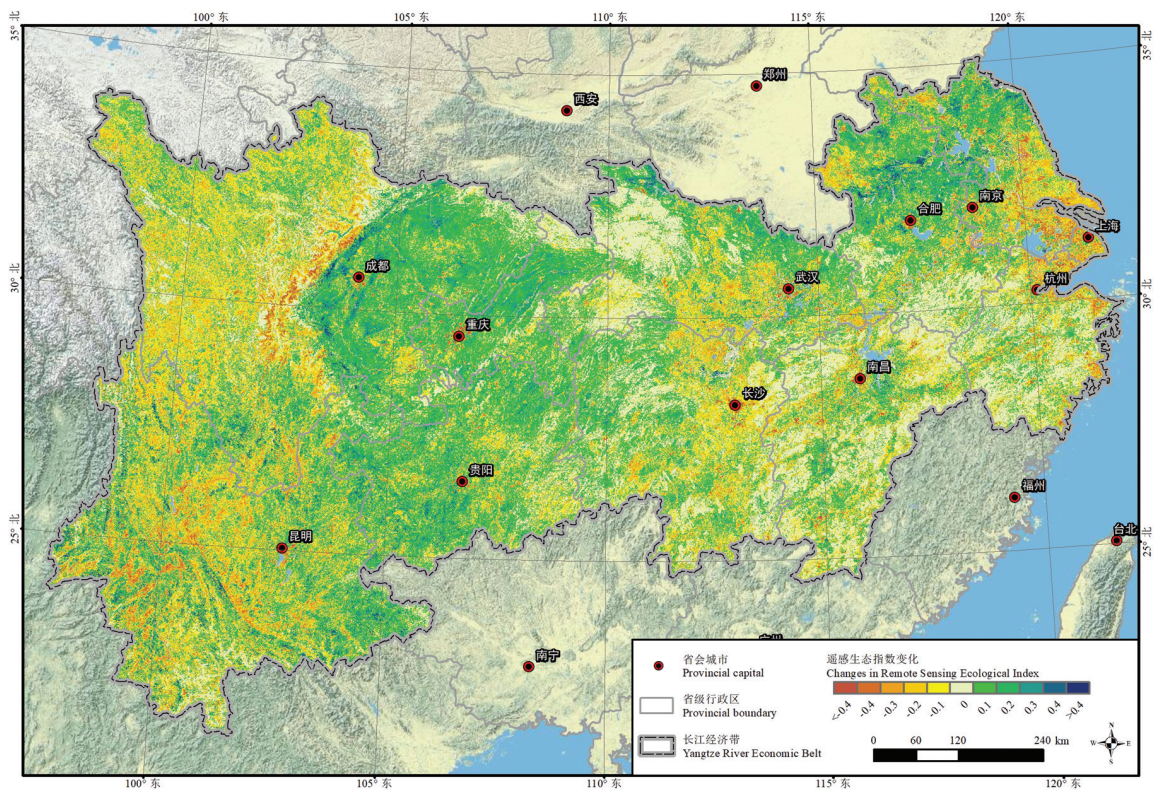 100° 东
105° 东
110° 东
115° 东
120° 东
35° 北
35° 北
郑州
西安
南京
合肥
上海
30° 北
成都
杭州
30° 北
武汉
重庆
南昌
长沙
贵阳
福州
25° 北
昆明
台北
25° 北
南宁
省会城市
Provincial capital
省级行政区
Provincial boundary
长江经济带
Yangtze River Economic Belt
遥感生态指数变化
Changes in Remote Sensing Ecological Index
<-0.4 -0.4 -0.3 -0.2 -0.1 0 0.1 0.2 0.3 0.4 >0.4
0 60 120 240 km
N
W E
S
100° 东
105° 东
110° 东
115° 东
120° 东